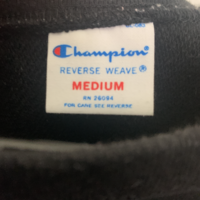 Champion
REVERSE WEAVE®
MEDIUM
RN 26094
FOR CARE SEE REVERSE